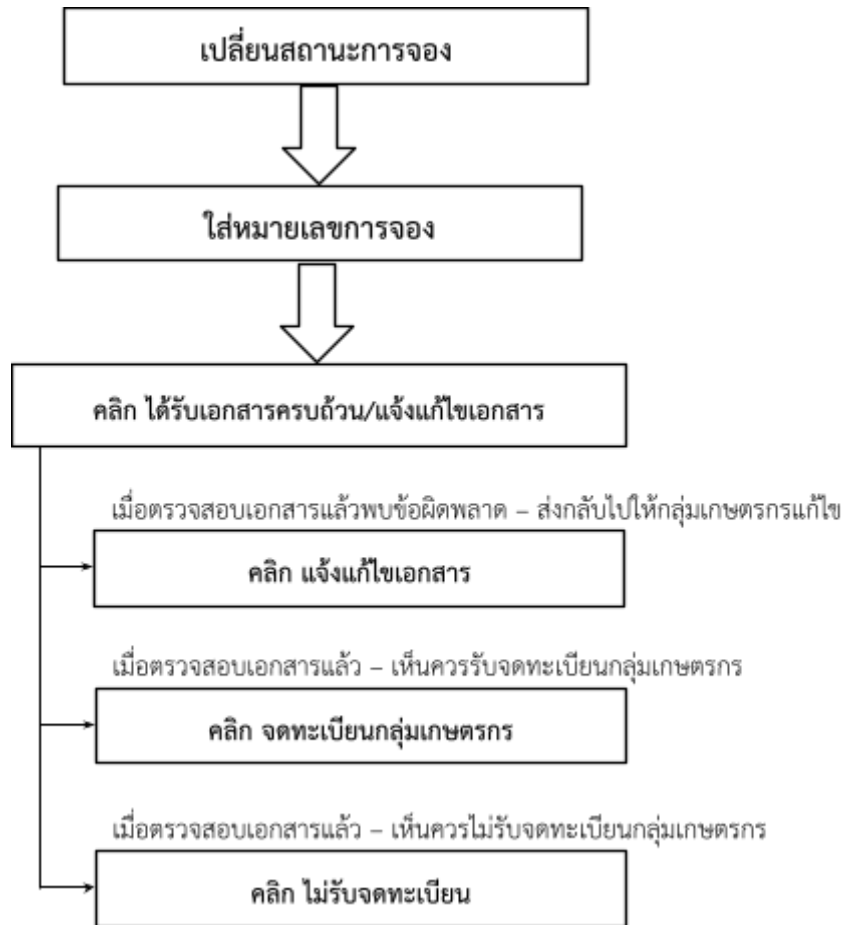 เปลี่ยนสถานะการจอง
ใส่หมายเลขการจอง
คลิก ได้รับเอกสารครบถ้วน/แจ้งแก้ไขเอกสาร
เมื่อตรวจสอบเอกสารแล้วพบข้อผิดพลาด – ส่งกลับไปให้กลุ่มเกษตรกรแก้ไข
คลิก แจ้งแก้ไขเอกสาร
เมื่อตรวจสอบเอกสารแล้ว – เห็นควรรับจดทะเบียนกลุ่มเกษตรกร
คลิก จดทะเบียนกลุ่มเกษตรกร
เมื่อตรวจสอบเอกสารแล้ว – เห็นควรไม่รับจดทะเบียนกลุ่มเกษตรกร
คลิก ไม่รับจดทะเบียน